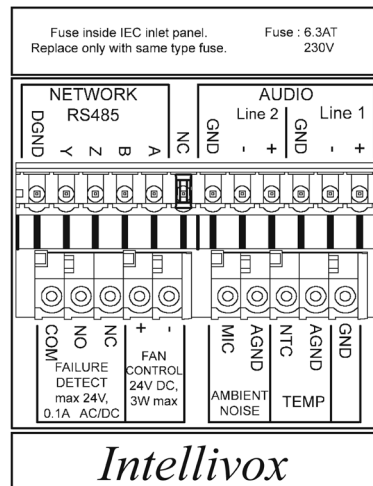 Fuse inside IEC inlet panel.
Replace only with same type fuse.
Fuse : 6.3AT
230V
NETWORK
RS485
AUDIO
Line 2
Line 1
DGND
Y
Z
B
A
NC
GND
-
+
GND
-
+
COM
NO
NC
+
-
MIC
AGND
NTC
AGND
GND
FAILURE
DETECT
max 24V,
0.1A AC/DC
FAN
CONTROL
24V DC,
3W max
AMBIENT
NOISE
TEMP
Intellivox